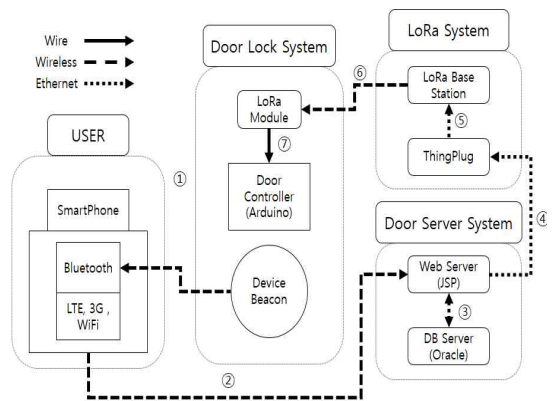 Wire
Wireless
Ethernet
USER
SmartPhone
Bluetooth
LTE, 3G ,
WiFi
①
②
Door Lock System
LoRa
Module
⑦
Door
Controller
(Arduino)
Device
Beacon
⑥
LoRa System
LoRa Base
Station
⑤
ThingPlug
④
Door Server System
Web Server
(JSP)
③
DB Server
(Oracle)